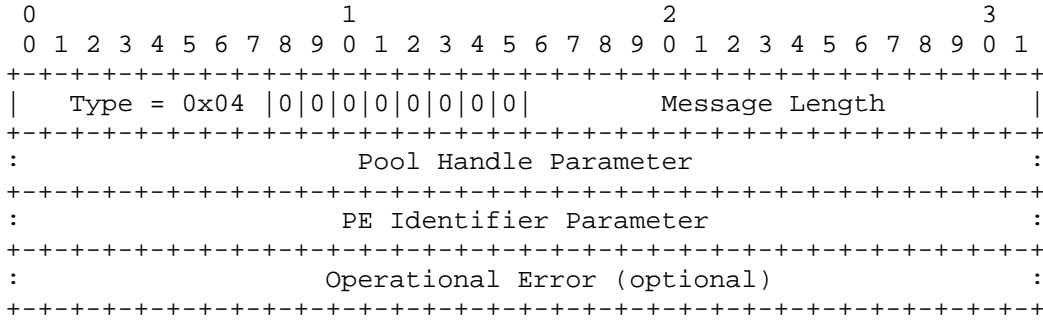 0                   1                   2                   3
 0 1 2 3 4 5 6 7 8 9 0 1 2 3 4 5 6 7 8 9 0 1 2 3 4 5 6 7 8 9 0 1
+-+-+-+-+-+-+-+-+-+-+-+-+-+-+-+-+-+-+-+-+-+-+-+-+-+-+-+-+-+-+-+-+
|   Type = 0x04 |0|0|0|0|0|0|0|0|        Message Length         |
+-+-+-+-+-+-+-+-+-+-+-+-+-+-+-+-+-+-+-+-+-+-+-+-+-+-+-+-+-+-+-+-+
:                     Pool Handle Parameter                     :
+-+-+-+-+-+-+-+-+-+-+-+-+-+-+-+-+-+-+-+-+-+-+-+-+-+-+-+-+-+-+-+-+
:                    PE Identifier Parameter                    :
+-+-+-+-+-+-+-+-+-+-+-+-+-+-+-+-+-+-+-+-+-+-+-+-+-+-+-+-+-+-+-+-+
:                   Operational Error (optional)                :
+-+-+-+-+-+-+-+-+-+-+-+-+-+-+-+-+-+-+-+-+-+-+-+-+-+-+-+-+-+-+-+-+